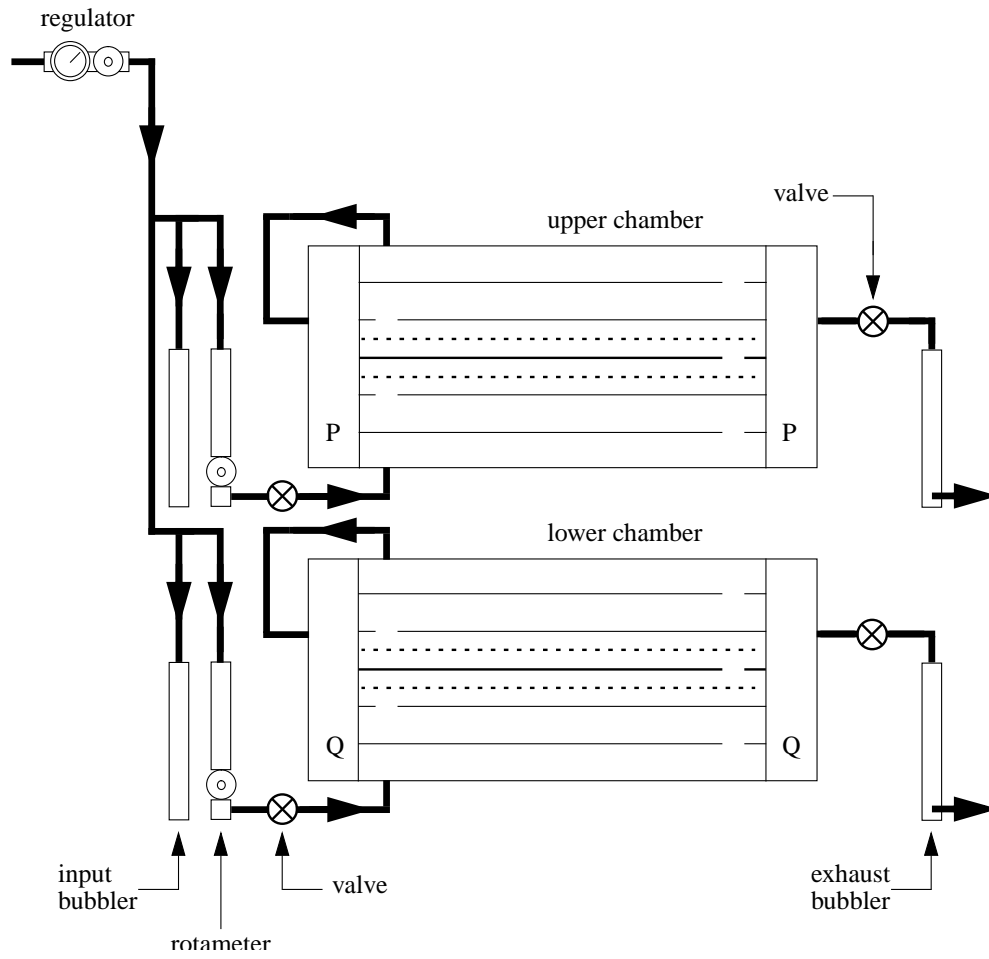 regulator
valve
upper chamber
P
P
lower chamber
Q
Q
input
bubbler
valve
exhaust
bubbler
rotameter